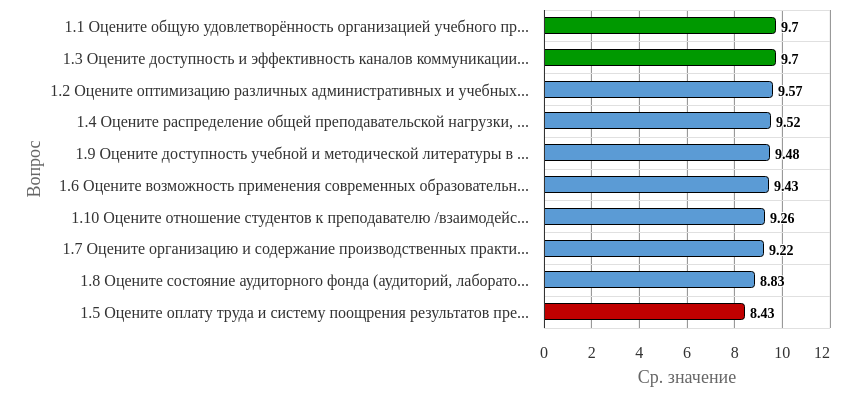 1.1 Оцените общую удовлетворённость организацией учебного пр... 9.7
1.3 Оцените доступность и эффективность каналов коммуникации... 9.7
1.2 Оцените оптимизацию различных административных и учебных... 9.57
1.4 Оцените распределение общей преподавательской нагрузки, ... 9.52
1.9 Оцените доступность учебной и методической литературы в ... 9.48
1.6 Оцените возможность применения современных образовательн... 9.43
1.10 Оцените отношение студентов к преподавателю /взаимодейс... 9.26
1.7 Оцените организацию и содержание производственных практи... 9.22
1.8 Оцените состояние аудиторного фонда (аудиторий, лаборато... 8.83
1.5 Оцените оплату труда и систему поощрения результатов пре... 8.43
Вопрос
0 2 4 6 8 10 12
Ср. значение